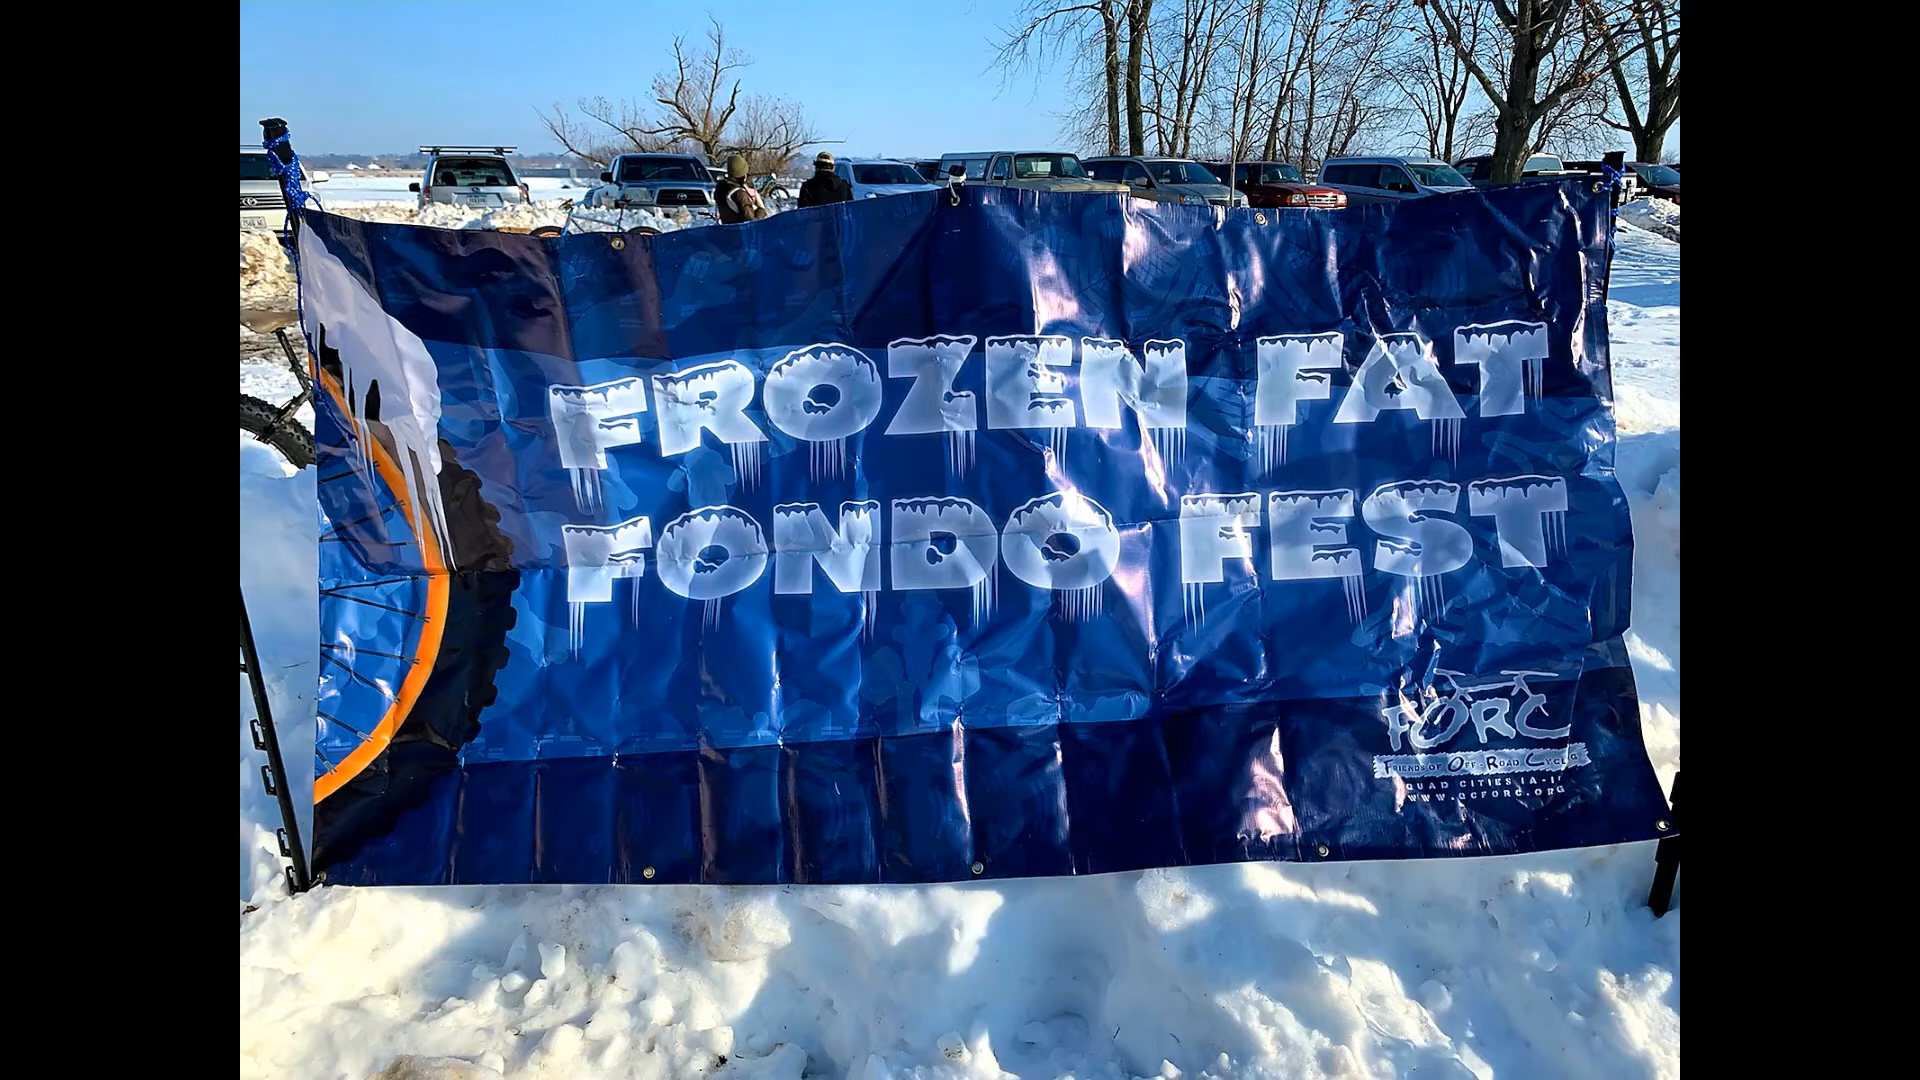 FROZEN FAT
FONDO FEST
FORC
FRIENDS OF OFF-ROAD CYCLING
QUAD CITIES IA-IL
WWW.QCFORC.ORG